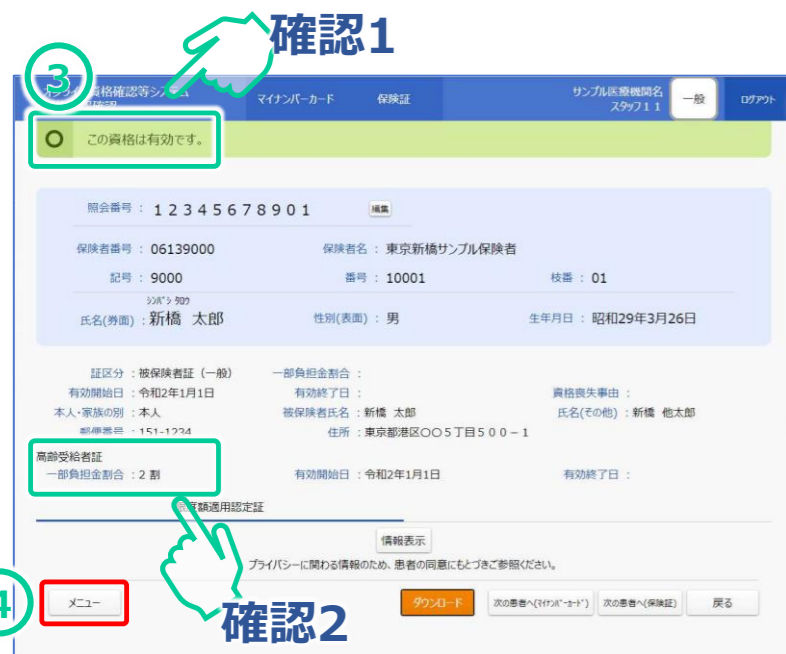 確認1
③
資格確認等システム
マイナンバーカード 保険証 サンプル医療機関名 スタッフ11 一般 ログアウト
この資格は有効です。
照会番号 : 12345678901 編集
保険者番号 : 06139000 保険者名 : 東京新橋サンプル保険者
記号 : 9000 番号 : 10001 枝番 : 01
シンバシ タロウ
氏名(券面) : 新橋 太郎 性別(表面) : 男 生年月日 : 昭和29年3月26日
証区分 : 被保険者証（一般） 一部負担金割合 :
有効開始日 : 令和2年1月1日 有効終了日 : 資格喪失事由 :
本人・家族の別 : 本人 被保険者氏名 : 新橋 太郎 氏名(その他) : 新橋 他太郎
郵便番号 : 151-1234 住所 : 東京都港区〇〇５丁目５００－１
高齢受給者証
一部負担金割合 : 2 割 有効開始日 : 令和2年1月1日 有効終了日 :
度額適用認定証
情報表示
プライバシーに関わる情報のため、患者の同意にもとづきご参照ください。
4
メニュー ダウンロード 次の患者へ(マイナンバーカード) 次の患者へ(保険証) 戻る
確認2